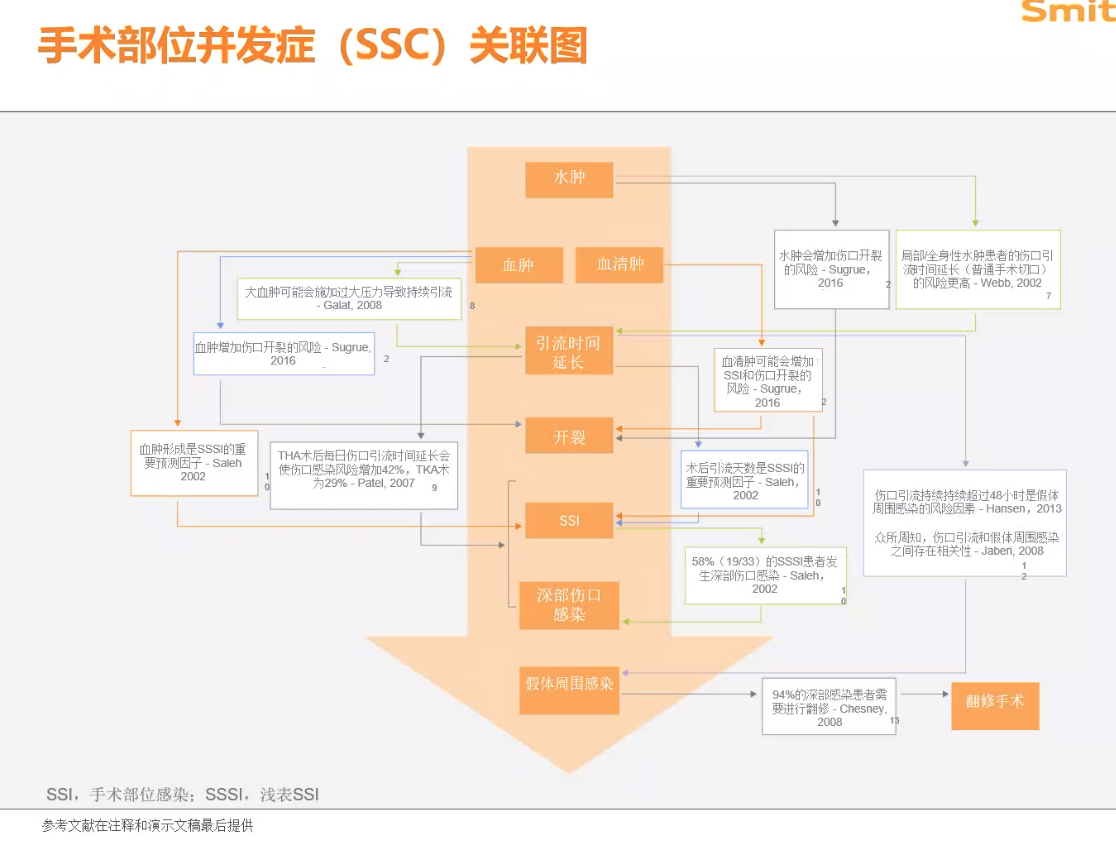 Smit
手术部位并发症（SSC）关联图
水肿
血肿
血清肿
水肿会增加伤口开裂
的风险 - Sugrue，
2016
2
局部/全身性水肿患者的伤口引
流时间延长（普通手术切口）
的风险更高 - Webb, 2002
7
大血肿可能会施加过大压力导致持续引流
- Galat, 2008
8
血肿增加伤口开裂的风险 - Sugrue,
2016
2
引流时间
延长
血清肿可能会增加
SSI和伤口开裂的
风险 - Sugrue，
2016
2
开裂
血肿形成是SSSI的重
要预测因子 - Saleh
2002
1
0
THA术后每日伤口引流时间延长会
使伤口感染风险增加42%，TKA术
为29% - Patel, 2007
9
术后引流天数是SSSI的
重要预测因子 - Saleh，
2002
1
0
伤口引流持续持续超过48小时是假体
周围感染的风险因素 - Hansen，2013
众所周知，伤口引流和假体周围感染
之间存在相关性 - Jaberi, 2008
1
2
SSI
58%（19/33）的SSSI患者发
生深部伤口感染 - Saleh，
2002
1
0
深部伤口
感染
假体周围感染
94%的深部感染患者需
要进行翻修 - Chesney,
2008
13
翻修手术
SSI，手术部位感染；SSSI，浅表SSI
参考文献在注释和演示文稿最后提供